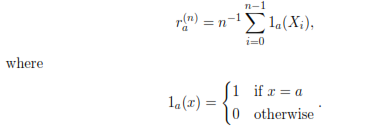 r_a^{(n)} = n^{-1} \sum_{i=0}^{n-1} 1_a(X_i),
where
1_a(x) = \begin{cases} 1 & \text{if } x = a \\ 0 & \text{otherwise} \end{cases}.